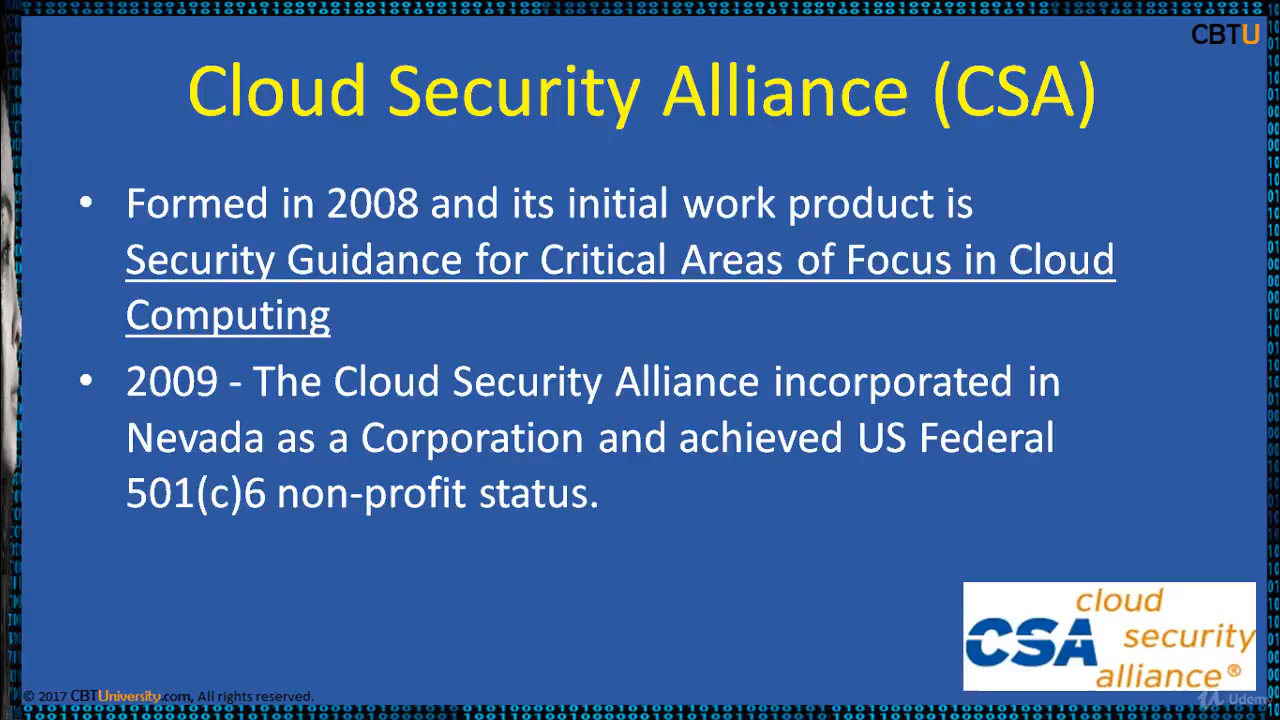 CBTU
Cloud Security Alliance (CSA)
• Formed in 2008 and its initial work product is
Security Guidance for Critical Areas of Focus in Cloud
Computing
• 2009 - The Cloud Security Alliance incorporated in
Nevada as a Corporation and achieved US Federal
501(c)6 non-profit status.
cloud
CSA security
alliance®
© 2017 CBTUniversity.com, All rights reserved.
Udemy